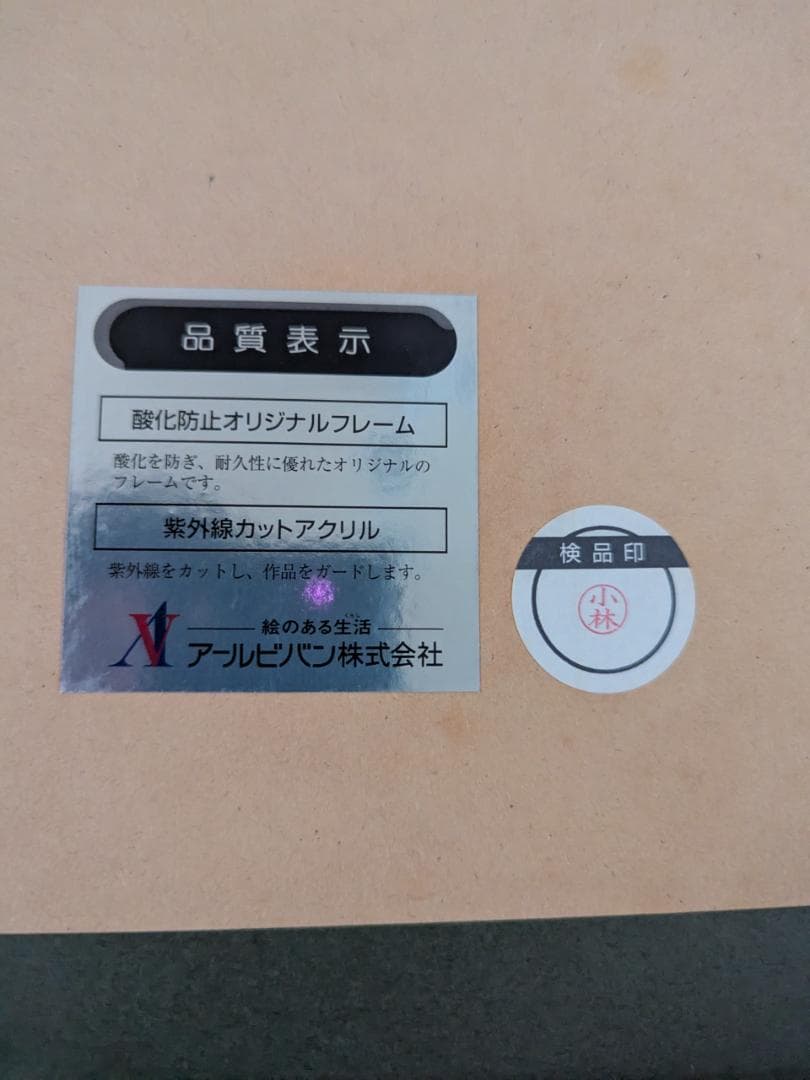 品質表示
酸化防止オリジナルフレーム
酸化を防ぎ、耐久性に優れたオリジナルの
フレームです。
紫外線カットアクリル
紫外線をカットし、作品をガードします。
絵のある生活
くらし
アールビバン株式会社
検品印
小林